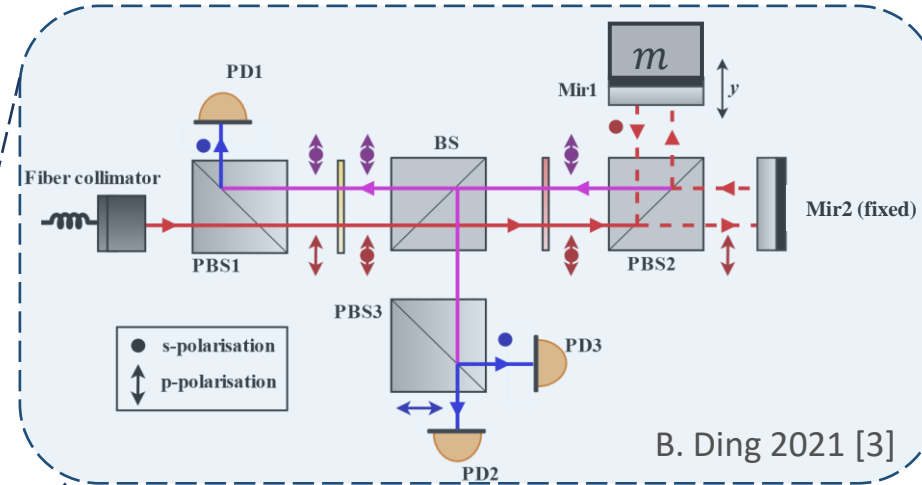 PD1
m
Mir1
y
BS
Fiber collimator
Mir2 (fixed)
PBS1
PBS2
PBS3
s-polarisation
PD3
p-polarisation
B. Ding 2021 [3]
PD2